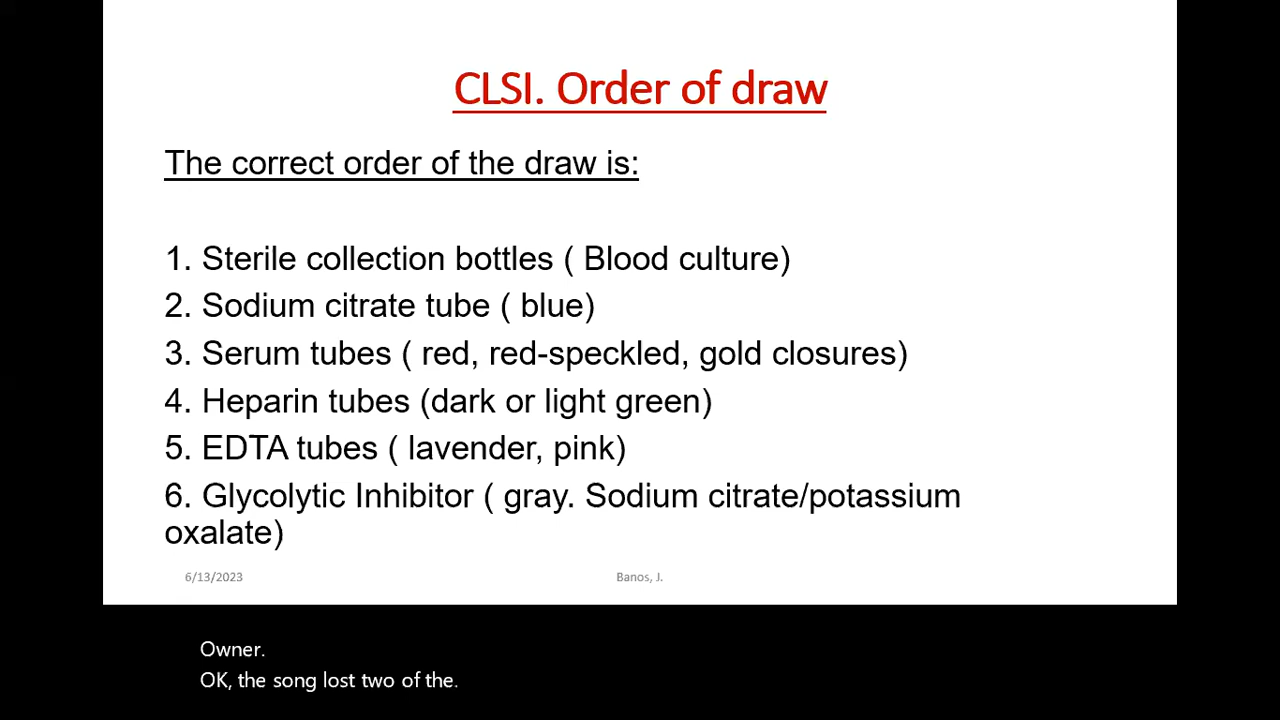 CLSI. Order of draw
The correct order of the draw is:
1. Sterile collection bottles ( Blood culture)
2. Sodium citrate tube ( blue)
3. Serum tubes ( red, red-speckled, gold closures)
4. Heparin tubes (dark or light green)
5. EDTA tubes ( lavender, pink)
6. Glycolytic Inhibitor ( gray. Sodium citrate/potassium
oxalate)
6/13/2023
Banos, J.
Owner.
OK, the song lost two of the.